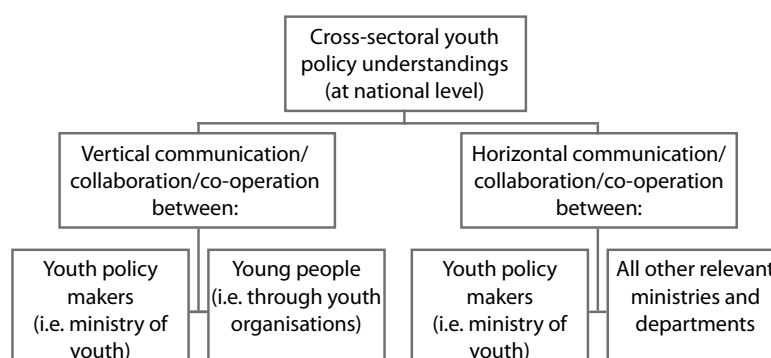 Cross-sectoral youth
policy understandings
(at national level)
Vertical communication/
collaboration/co-operation
between:
Horizontal communication/
collaboration/co-operation
between:
Youth policy
makers
(i.e. ministry of
youth)
Young people
(i.e. through youth
organisations)
Youth policy
makers
(i.e. ministry of
youth)
All other relevant
ministries and
departments